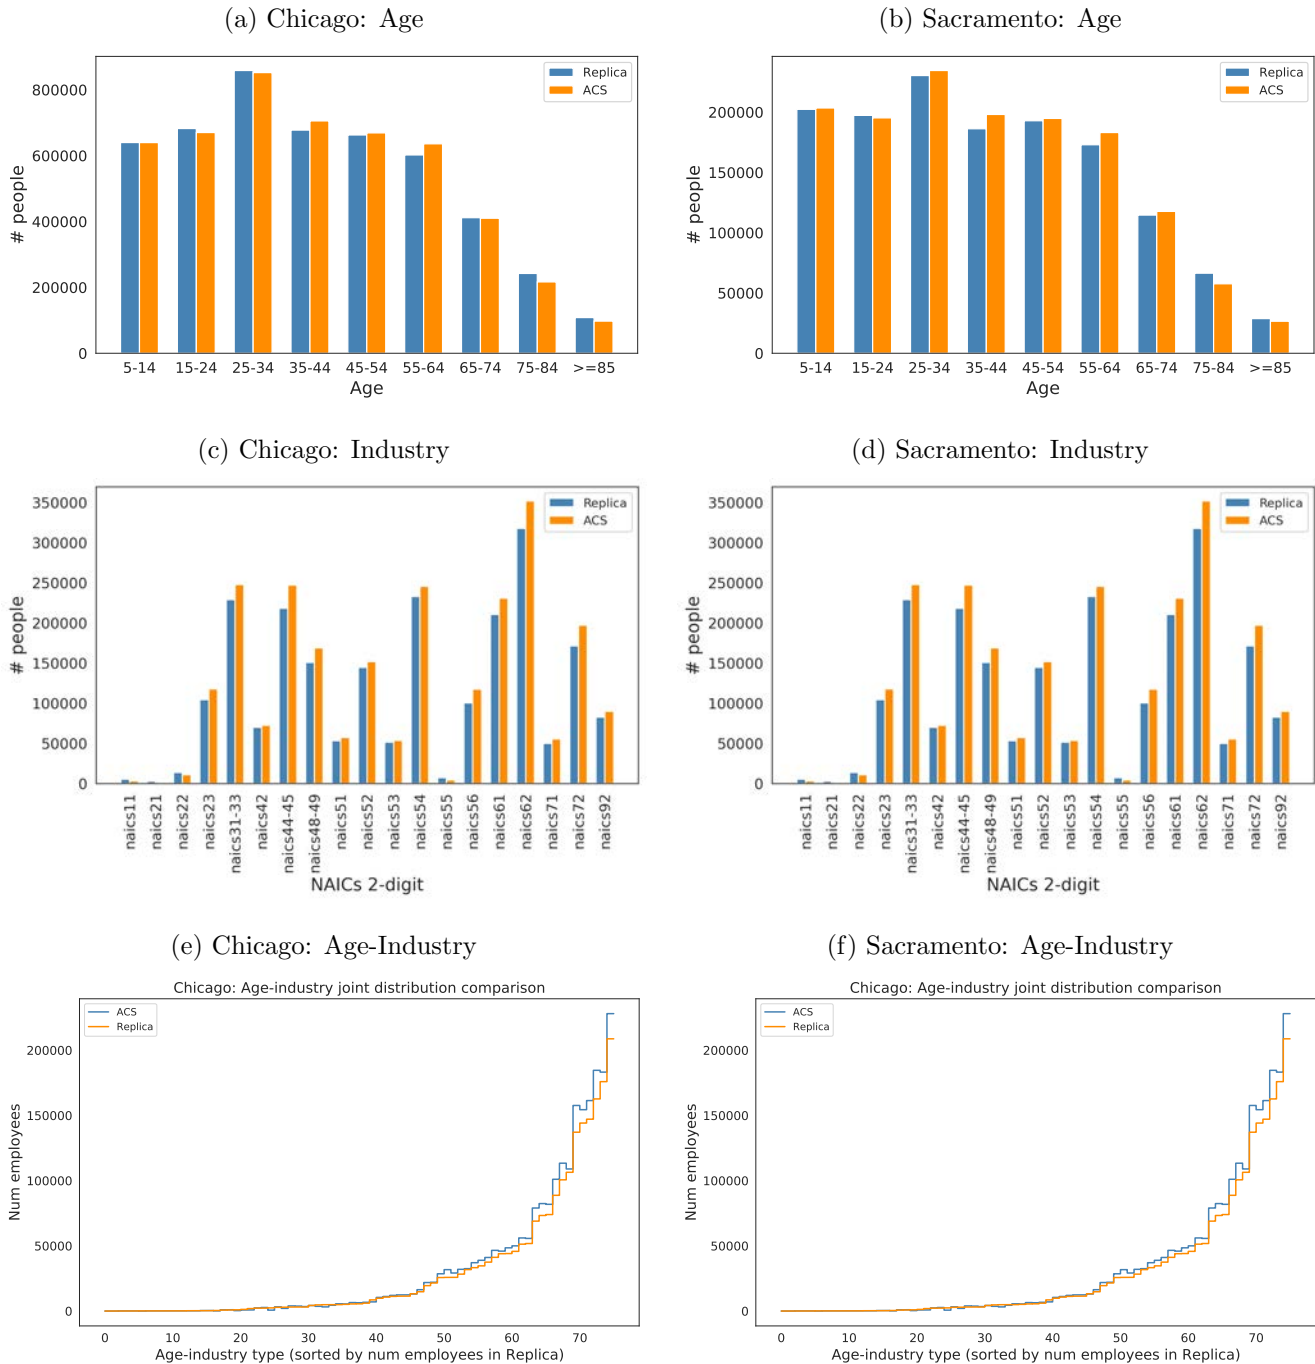 (a) Chicago: Age
800000
600000
400000
200000
0
# people
Replica
ACS
5-14 15-24 25-34 35-44 45-54 55-64 65-74 75-84 >=85
Age
(b) Sacramento: Age
200000
150000
100000
50000
0
# people
Replica
ACS
5-14 15-24 25-34 35-44 45-54 55-64 65-74 75-84 >=85
Age
(c) Chicago: Industry
350000
300000
250000
200000
150000
100000
50000
0
# people
Replica
ACS
naics11
naics21
naics22
naics23
naics31-33
naics42
naics44-45
naics48-49
naics51
naics52
naics53
naics54
naics55
naics56
naics61
naics62
naics71
naics72
naics92
NAICs 2-digit
(d) Sacramento: Industry
350000
300000
250000
200000
150000
100000
50000
0
# people
Replica
ACS
naics11
naics21
naics22
naics23
naics31-33
naics42
naics44-45
naics48-49
naics51
naics52
naics53
naics54
naics55
naics56
naics61
naics62
naics71
naics72
naics92
NAICs 2-digit
(e) Chicago: Age-Industry
Chicago: Age-industry joint distribution comparison
ACS
Replica
200000
150000
100000
50000
0
Num employees
0 10 20 30 40 50 60 70
Age-industry type (sorted by num employees in Replica)
(f) Sacramento: Age-Industry
Chicago: Age-industry joint distribution comparison
ACS
Replica
200000
150000
100000
50000
0
Num employees
0 10 20 30 40 50 60 70
Age-industry type (sorted by num employees in Replica)